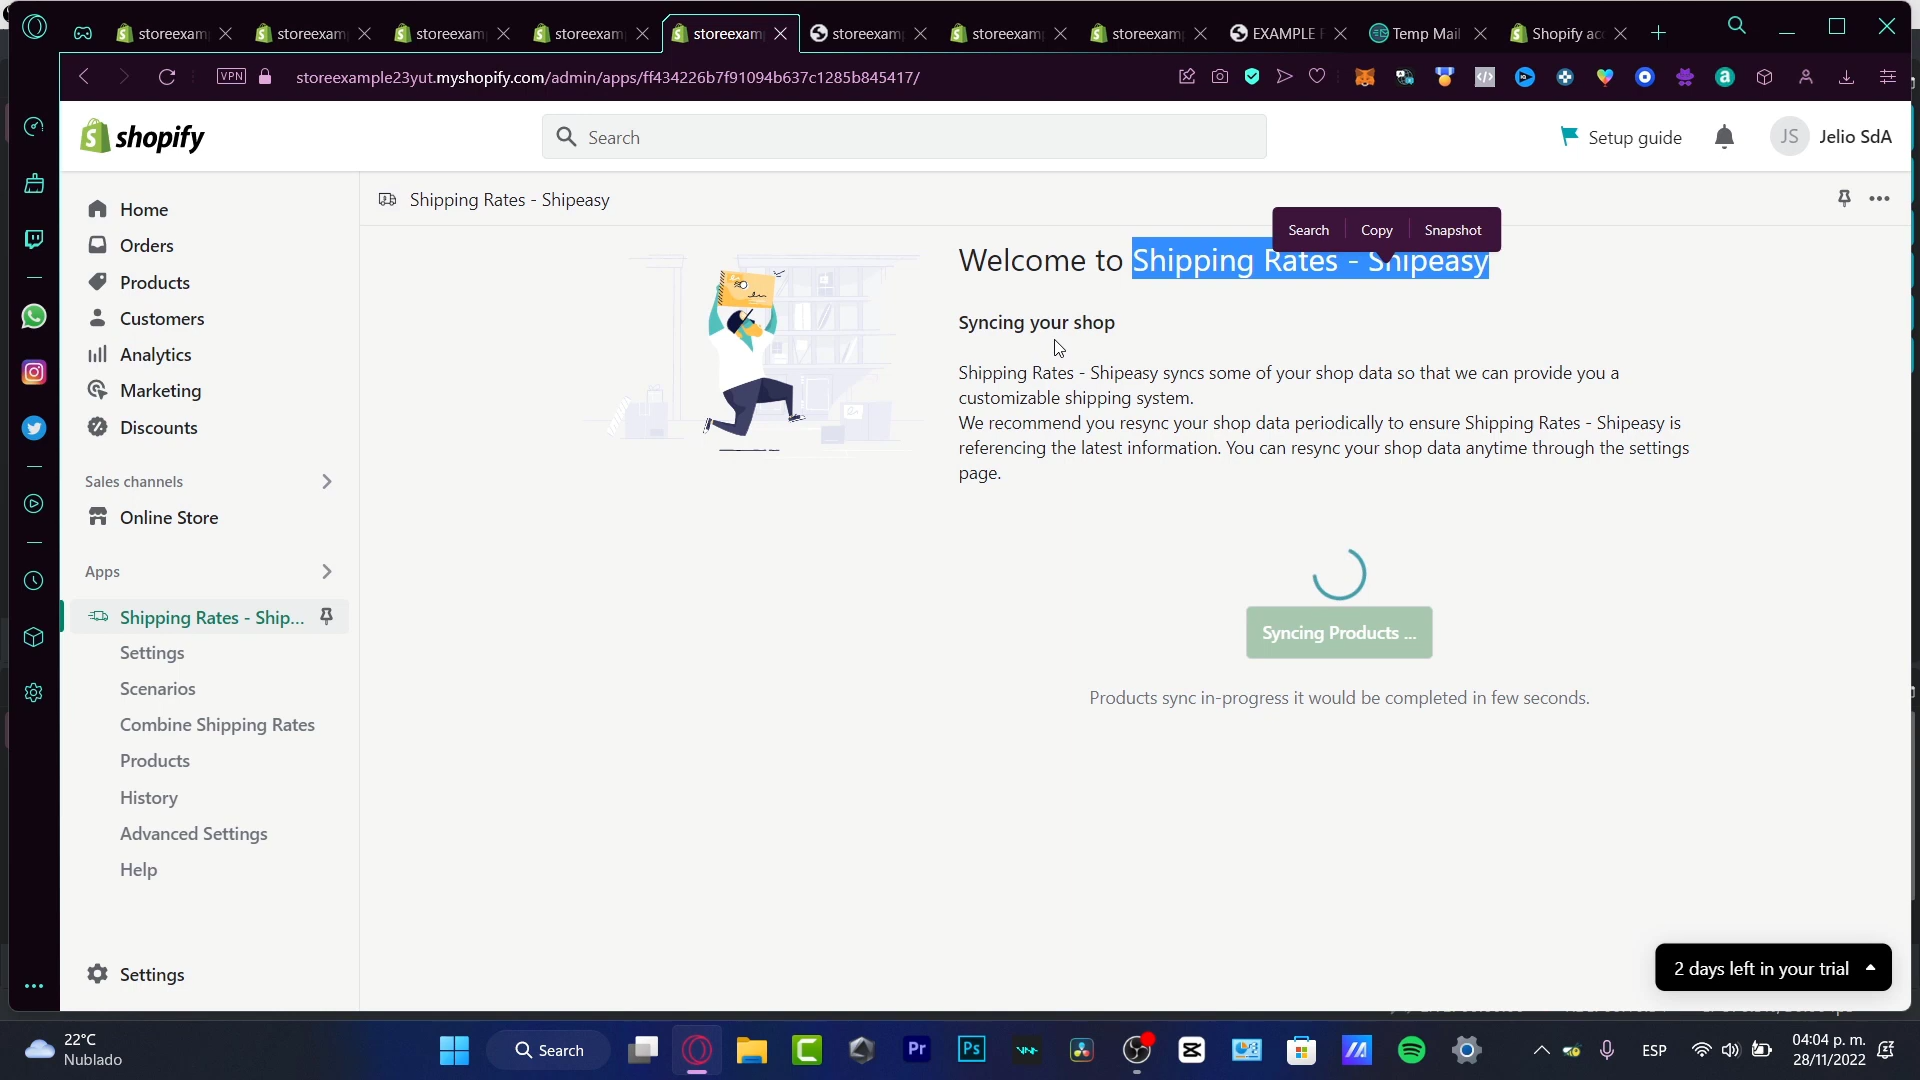 storeexam
storeexam
storeexam
storeexam
storeexam
storeexam
storeexam
storeexam
EXAMPLE
Temp Mail
Shopify acc
VPN
storeexample23yut.myshopify.com/admin/apps/ff434226b7f91094b637c1285b845417/
shopify
Search
Setup guide
JS
Jelio SdA
Home
Orders
Products
Customers
Analytics
Marketing
Discounts
Sales channels
Online Store
Apps
Shipping Rates - Ship...
Settings
Scenarios
Combine Shipping Rates
Products
History
Advanced Settings
Help
Settings
Shipping Rates - Shipeasy
Search
Copy
Snapshot
Welcome to Shipping Rates - Shipeasy
Syncing your shop
Shipping Rates - Shipeasy syncs some of your shop data so that we can provide you a
customizable shipping system.
We recommend you resync your shop data periodically to ensure Shipping Rates - Shipeasy is
referencing the latest information. You can resync your shop data anytime through the settings
page.
Syncing Products ...
Products sync in-progress it would be completed in few seconds.
2 days left in your trial
22°C
Nublado
Search
Pr
Ps
ESP
04:04 p. m.
28/11/2022